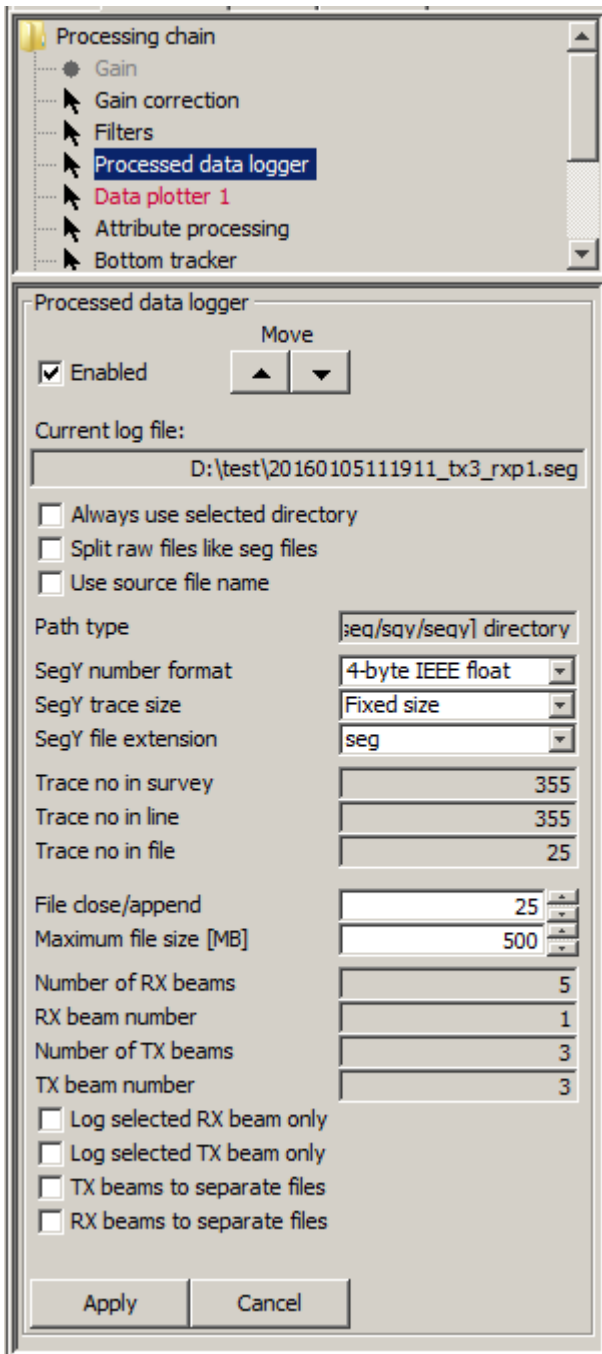 Processing chain
Gain
Gain correction
Filters
Processed data logger
Data plotter 1
Attribute processing
Bottom tracker
Processed data logger
Move
Enabled
Current log file:
D:\test\20160105111911_tx3_rxp1.seg
Always use selected directory
Split raw files like seg files
Use source file name
Path type seg/sgy/segy] directory
SegY number format 4-byte IEEE float
SegY trace size Fixed size
SegY file extension seg
Trace no in survey 355
Trace no in line 355
Trace no in file 25
File close/append 25
Maximum file size [MB] 500
Number of RX beams 5
RX beam number 1
Number of TX beams 3
TX beam number 3
Log selected RX beam only
Log selected TX beam only
TX beams to separate files
RX beams to separate files
Apply Cancel